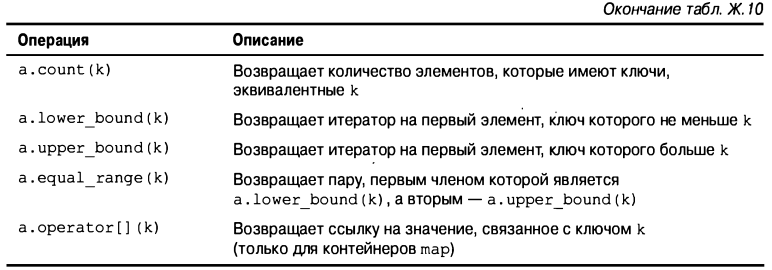 Окончание табл. Ж.10
Операция Описание
a.count(k) Возвращает количество элементов, которые имеют ключи,
эквивалентные k
a.lower_bound(k) Возвращает итератор на первый элемент, ключ которого не меньше k
a.upper_bound(k) Возвращает итератор на первый элемент, ключ которого больше k
a.equal_range(k) Возвращает пару, первым членом которой является
a.lower_bound(k), а вторым — a.upper_bound(k)
a.operator[](k) Возвращает ссылку на значение, связанное с ключом k
(только для контейнеров map)